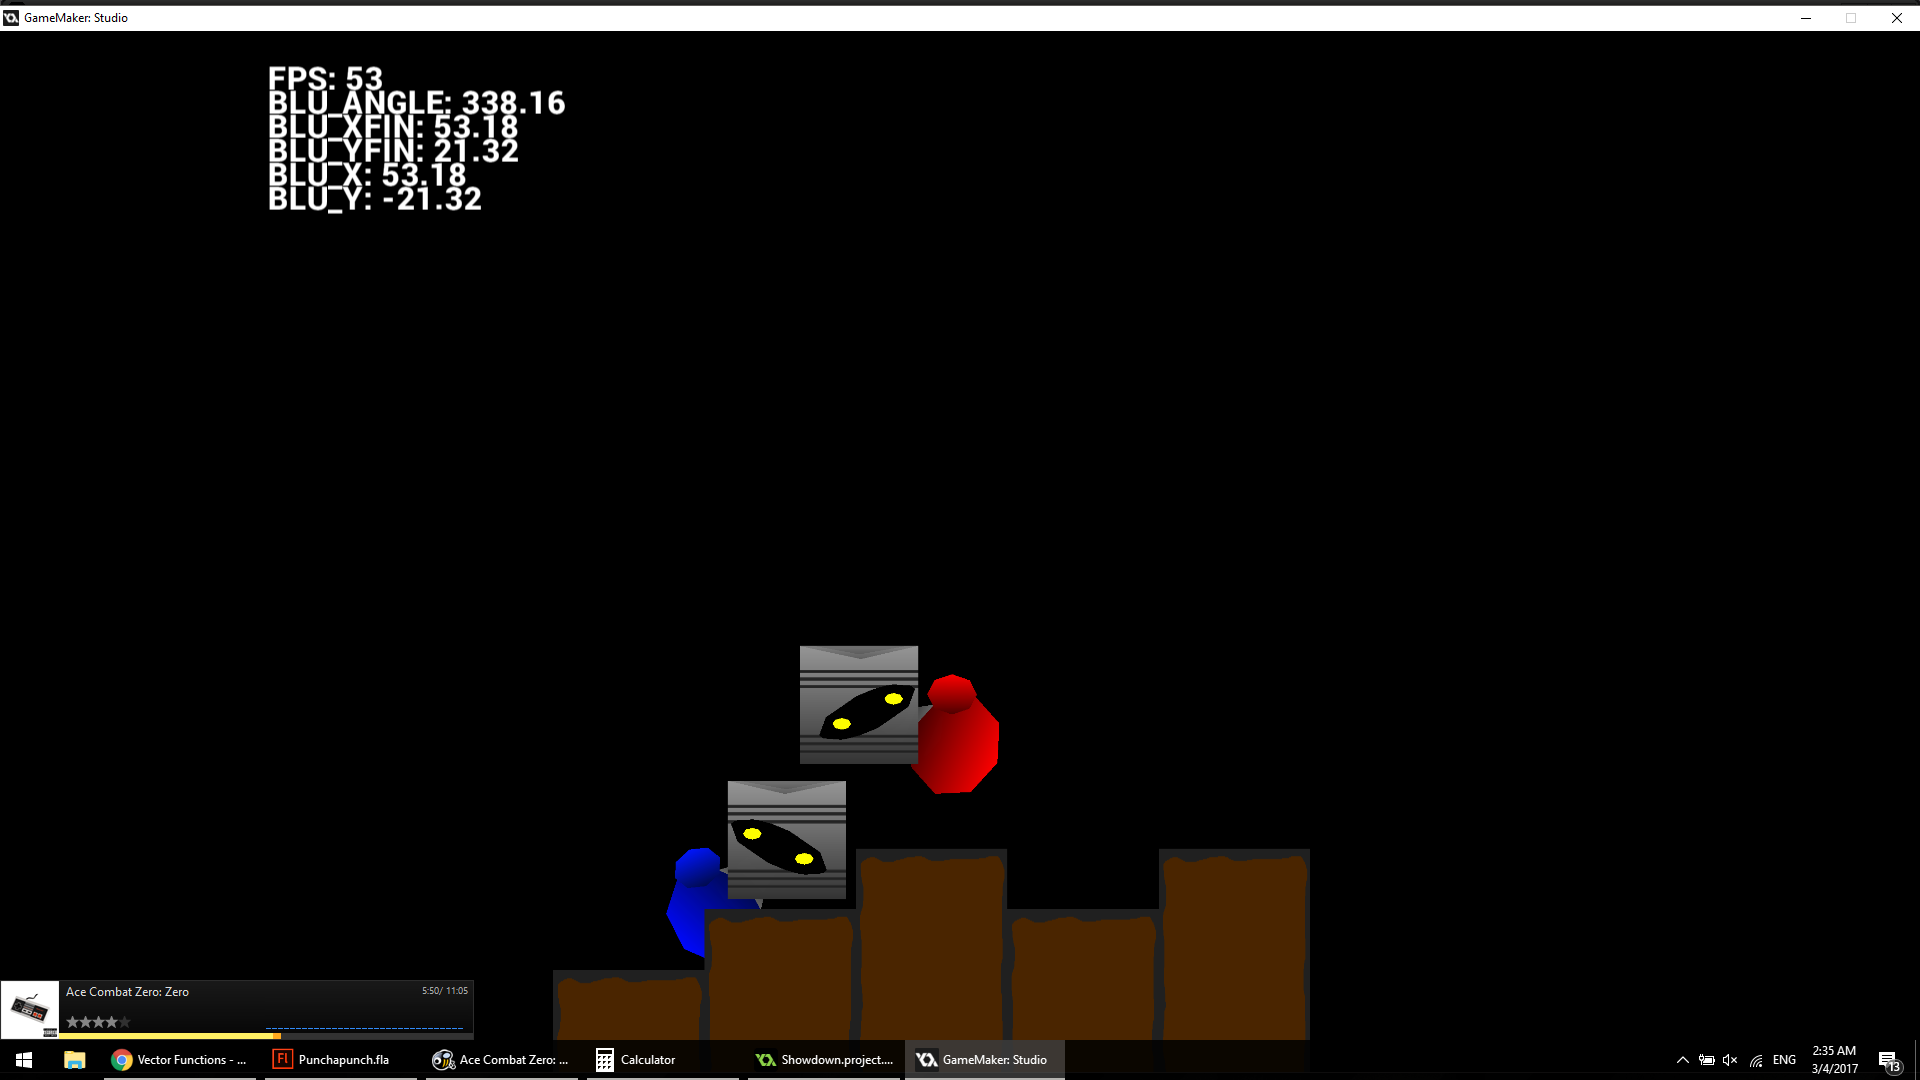 GameMaker: Studio
FPS: 53
BLU_ANGLE: 338.16
BLU_XFIN: 53.18
BLU_YFIN: 21.32
BLU_X: 53.18
BLU_Y: -21.32
Ace Combat Zero: Zero
5:50/ 11:05
Vector Functions - ...
Fl
Punchapunch.fla
Ace Combat Zero: ...
Calculator
Showdown.project....
GameMaker: Studio
ENG
2:35 AM
3/4/2017
13